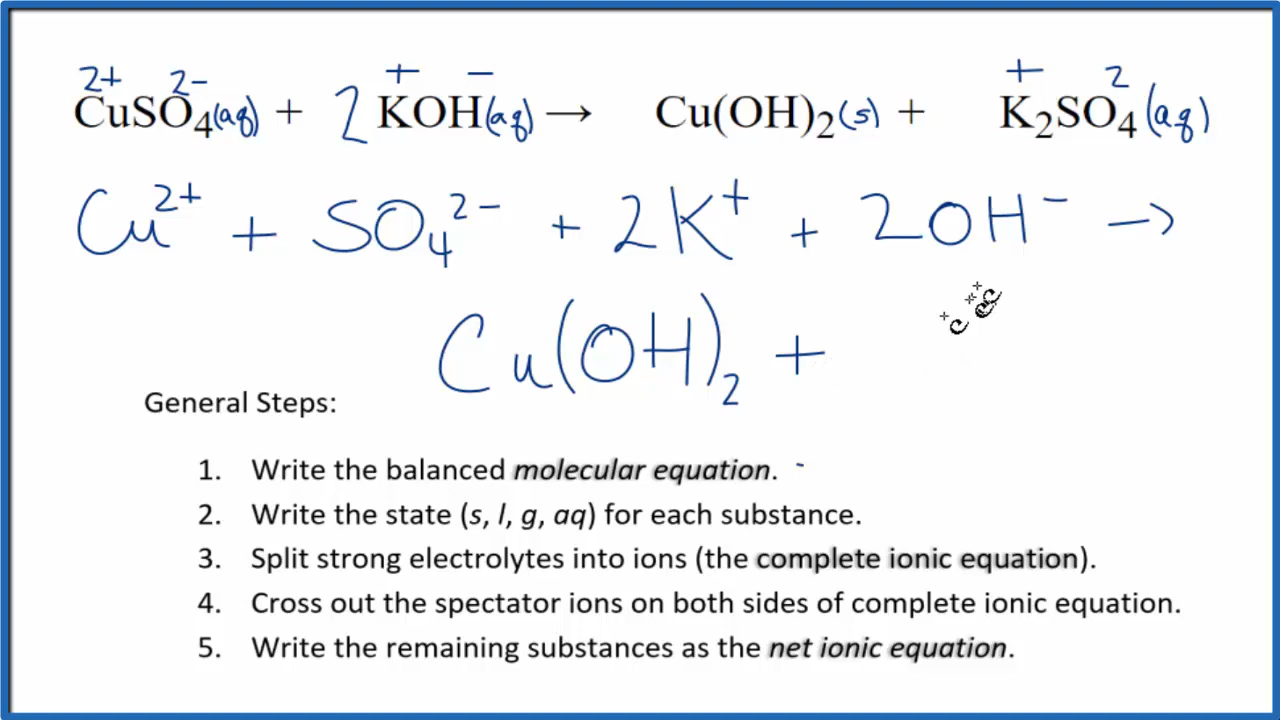 2+ 2- + - + 2
CuSO₄(aq) + 2 KOH(aq) → Cu(OH)₂(s) + K₂SO₄(aq)
Cu²⁺ + SO₄²⁻ + 2K⁺ + 2OH⁻ →
Cu(OH)₂ +
General Steps:
1. Write the balanced molecular equation.
2. Write the state (s, l, g, aq) for each substance.
3. Split strong electrolytes into ions (the complete ionic equation).
4. Cross out the spectator ions on both sides of complete ionic equation.
5. Write the remaining substances as the net ionic equation.